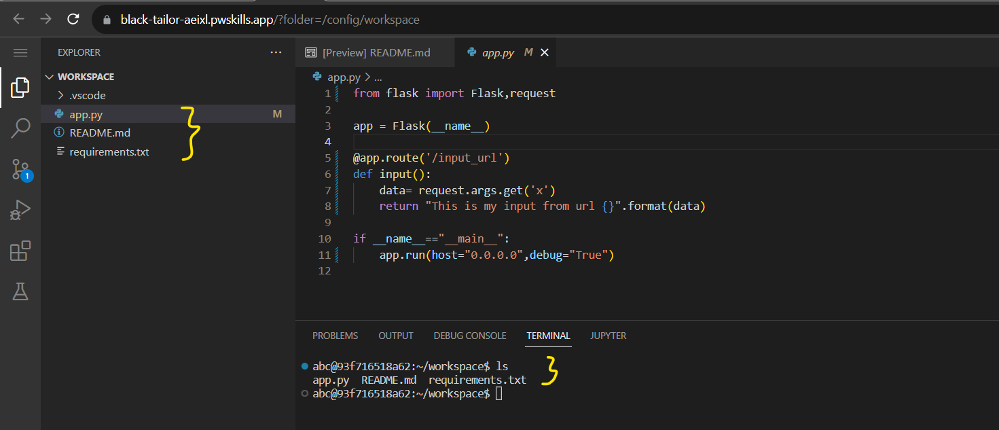 black-tailor-aeixl.pwskills.app/?folder=/config/workspace
EXPLORER
WORKSPACE
.vscode
app.py M
README.md
requirements.txt
1
[Preview] README.md
app.py M
app.py > ...
1 from flask import Flask,request
2
3 app = Flask(__name__)
4
5 @app.route('/input_url')
6 def input():
7 data= request.args.get('x')
8 return "This is my input from url {}".format(data)
9
10 if __name__=="__main__":
11 app.run(host="0.0.0.0",debug="True")
12
PROBLEMS OUTPUT DEBUG CONSOLE TERMINAL JUPYTER
abc@93f716518a62:~/workspace$ ls
app.py README.md requirements.txt
abc@93f716518a62:~/workspace$